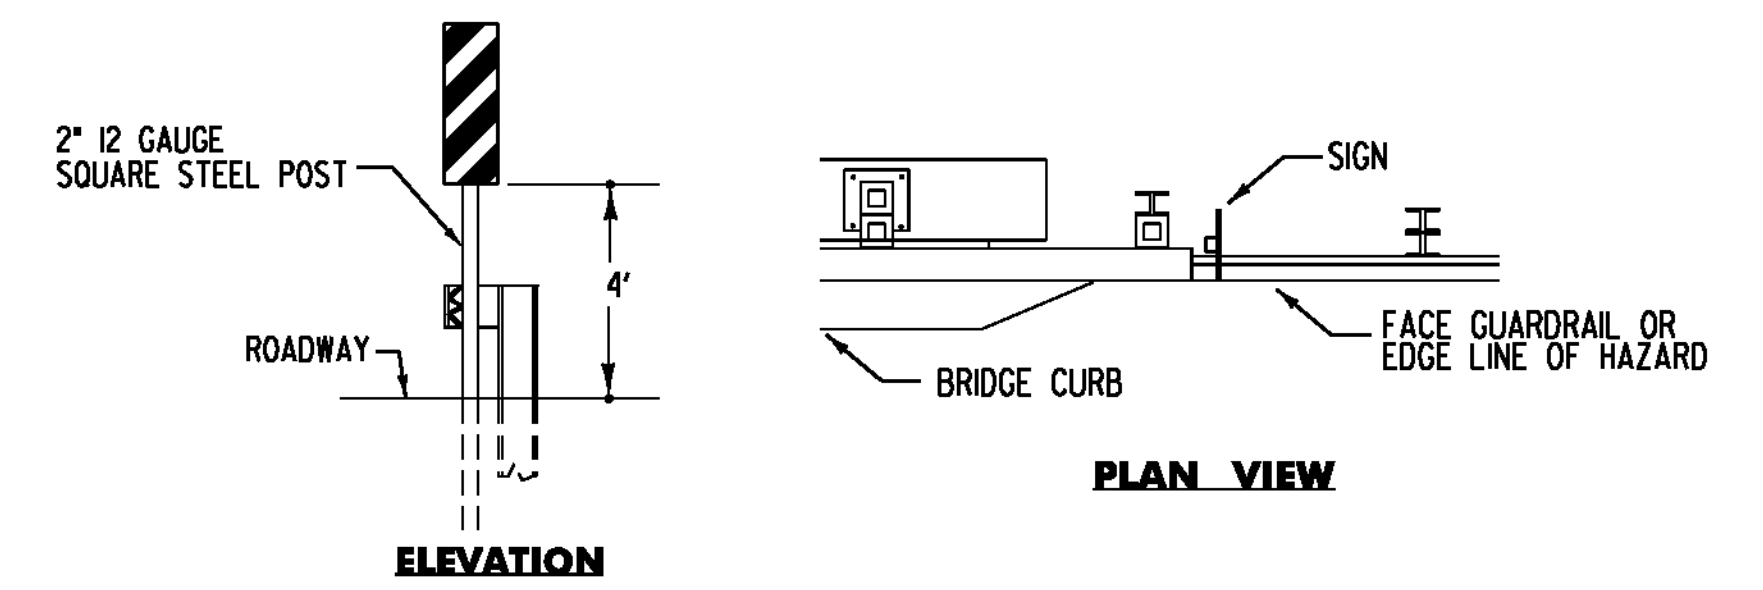 2" 12 GAUGE
SQUARE STEEL POST
4'
ROADWAY
ELEVATION
SIGN
FACE GUARDRAIL OR
EDGE LINE OF HAZARD
BRIDGE CURB
PLAN VIEW